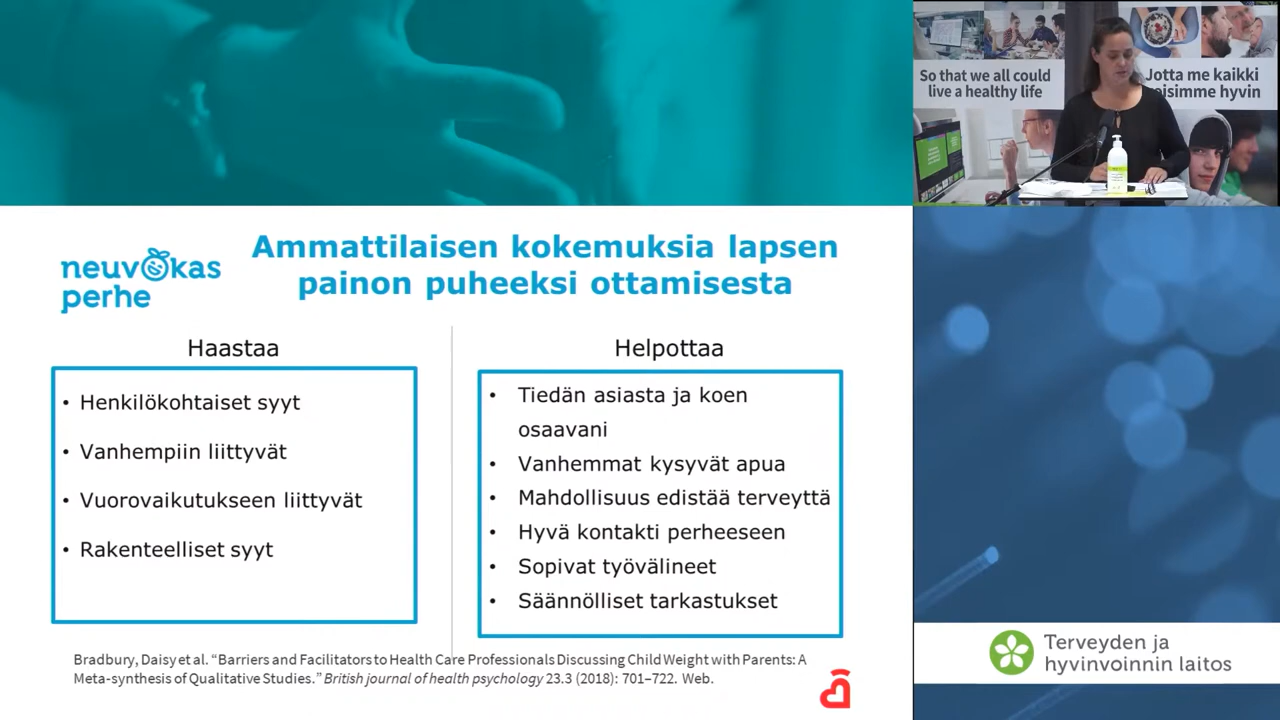 neuvokas
perhe
Ammattilaisen kokemuksia lapsen
painon puheeksi ottamisesta
Haastaa
• Henkilökohtaiset syyt
• Vanhempiin liittyvät
• Vuorovaikutukseen liittyvät
• Rakenteelliset syyt
Helpottaa
• Tiedän asiasta ja koen
osaavani
• Vanhemmat kysyvät apua
• Mahdollisuus edistää terveyttä
• Hyvä kontakti perheeseen
• Sopivat työvälineet
• Säännölliset tarkastukset
Bradbury, Daisy et al. “Barriers and Facilitators to Health Care Professionals Discussing Child Weight with Parents: A
Meta-synthesis of Qualitative Studies.” British journal of health psychology 23.3 (2018): 701–722. Web.
So that we all could
live a healthy life
Jotta me kaikki
hyvin
Terveyden ja
hyvinvoinnin laitos